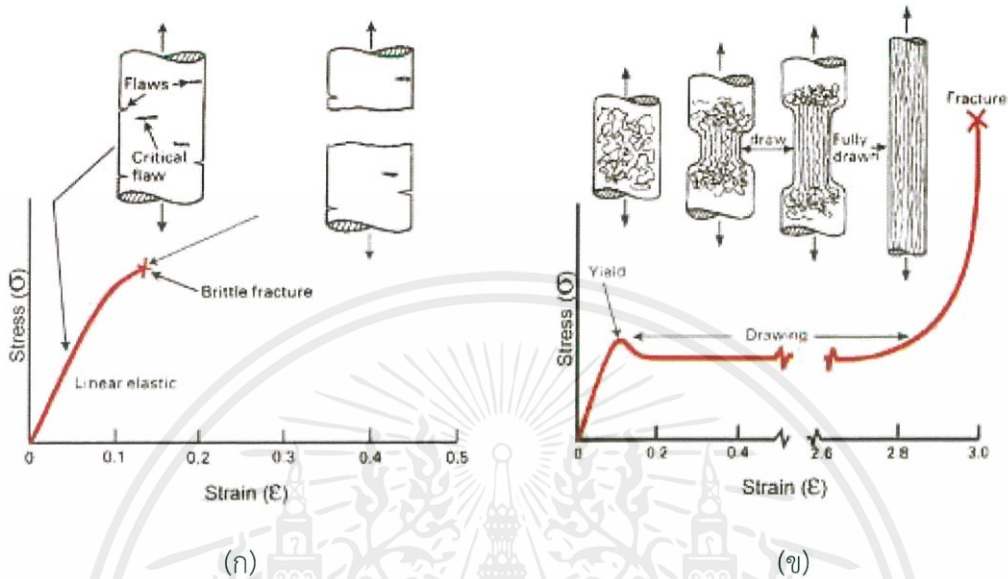 Flaws
Critical
flaw
Brittle fracture
Linear elastic
Stress (σ)
0
0.1
0.2
0.3
0.4
0.5
Strain (ε)
(ก)
Fracture
draw
Fully
drawn
Yield
Drawing
Stress (σ)
0
0.2
0.4
2.6
2.8
3.0
Strain (ε)
(ข)